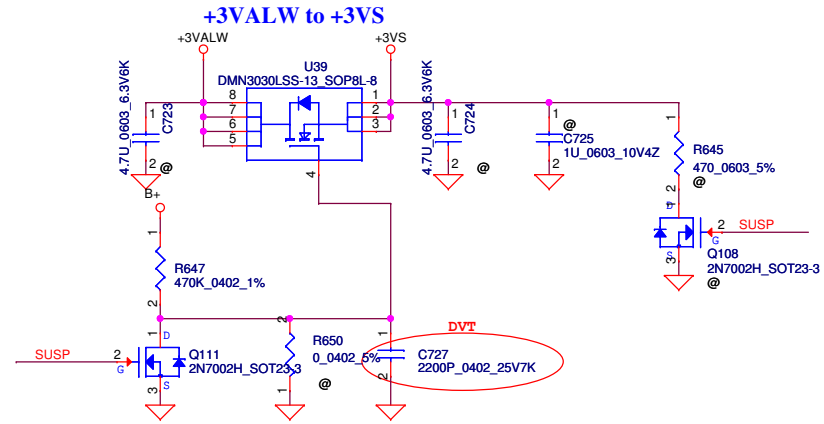 +3VALW to +3VS
+3VALW
+3VS
U39
DMN3030LSS-13_SOP8L-8
8
7
6
5
1
2
3
4
1
2
4.7U_0603_6.3V6K
C723
@
1
2
4.7U_0603_6.3V6K
C724
@
1
2
@
C725
1U_0603_10V4Z
1
2
R645
470_0603_5%
@
1
D
2
SUSP
G
S
3
Q108
2N7002H_SOT23-3
@
B+
1
2
R647
470K_0402_1%
SUSP
2
G
1
D
S
3
Q111
2N7002H_SOT23-3
2
1
R650
0_0402_5%
@
DVT
1
2
C727
2200P_0402_25V7K